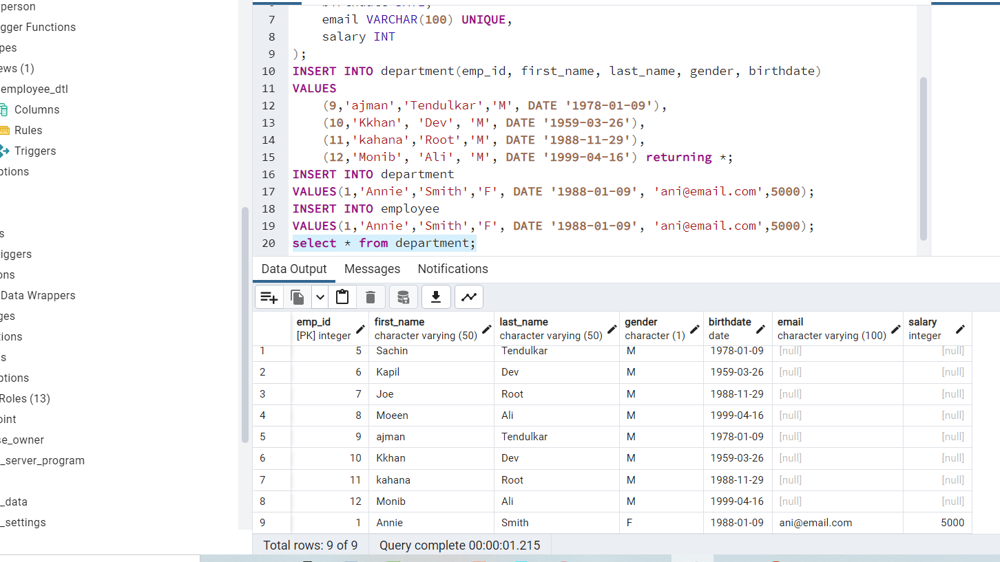 person
gger Functions
pes
ews (1)
employee_dtl
Columns
Rules
Triggers
ptions
s
riggers
ons
Data Wrappers
ges
tions
s
ptions
Roles (13)
oint
se_owner
_server_program
_data
_settings
7 email VARCHAR(100) UNIQUE,
8 salary INT
9 );
10 INSERT INTO department(emp_id, first_name, last_name, gender, birthdate)
11 VALUES
12 (9,'ajman','Tendulkar','M', DATE '1978-01-09'),
13 (10,'Kkhan', 'Dev', 'M', DATE '1959-03-26'),
14 (11,'kahana','Root','M', DATE '1988-11-29'),
15 (12,'Monib', 'Ali', 'M', DATE '1999-04-16') returning *;
16 INSERT INTO department
17 VALUES(1,'Annie','Smith','F', DATE '1988-01-09', 'ani@email.com',5000);
18 INSERT INTO employee
19 VALUES(1,'Annie','Smith','F', DATE '1988-01-09', 'ani@email.com',5000);
20 select * from department;
Data Output Messages Notifications
emp_id first_name last_name gender birthdate email salary
[PK] integer character varying (50) character varying (50) character (1) date character varying (100) integer
1 5 Sachin Tendulkar M 1978-01-09 [null] [null]
2 6 Kapil Dev M 1959-03-26 [null] [null]
3 7 Joe Root M 1988-11-29 [null] [null]
4 8 Moeen Ali M 1999-04-16 [null] [null]
5 9 ajman Tendulkar M 1978-01-09 [null] [null]
6 10 Kkhan Dev M 1959-03-26 [null] [null]
7 11 kahana Root M 1988-11-29 [null] [null]
8 12 Monib Ali M 1999-04-16 [null] [null]
9 1 Annie Smith F 1988-01-09 ani@email.com 5000
Total rows: 9 of 9 Query complete 00:00:01.215